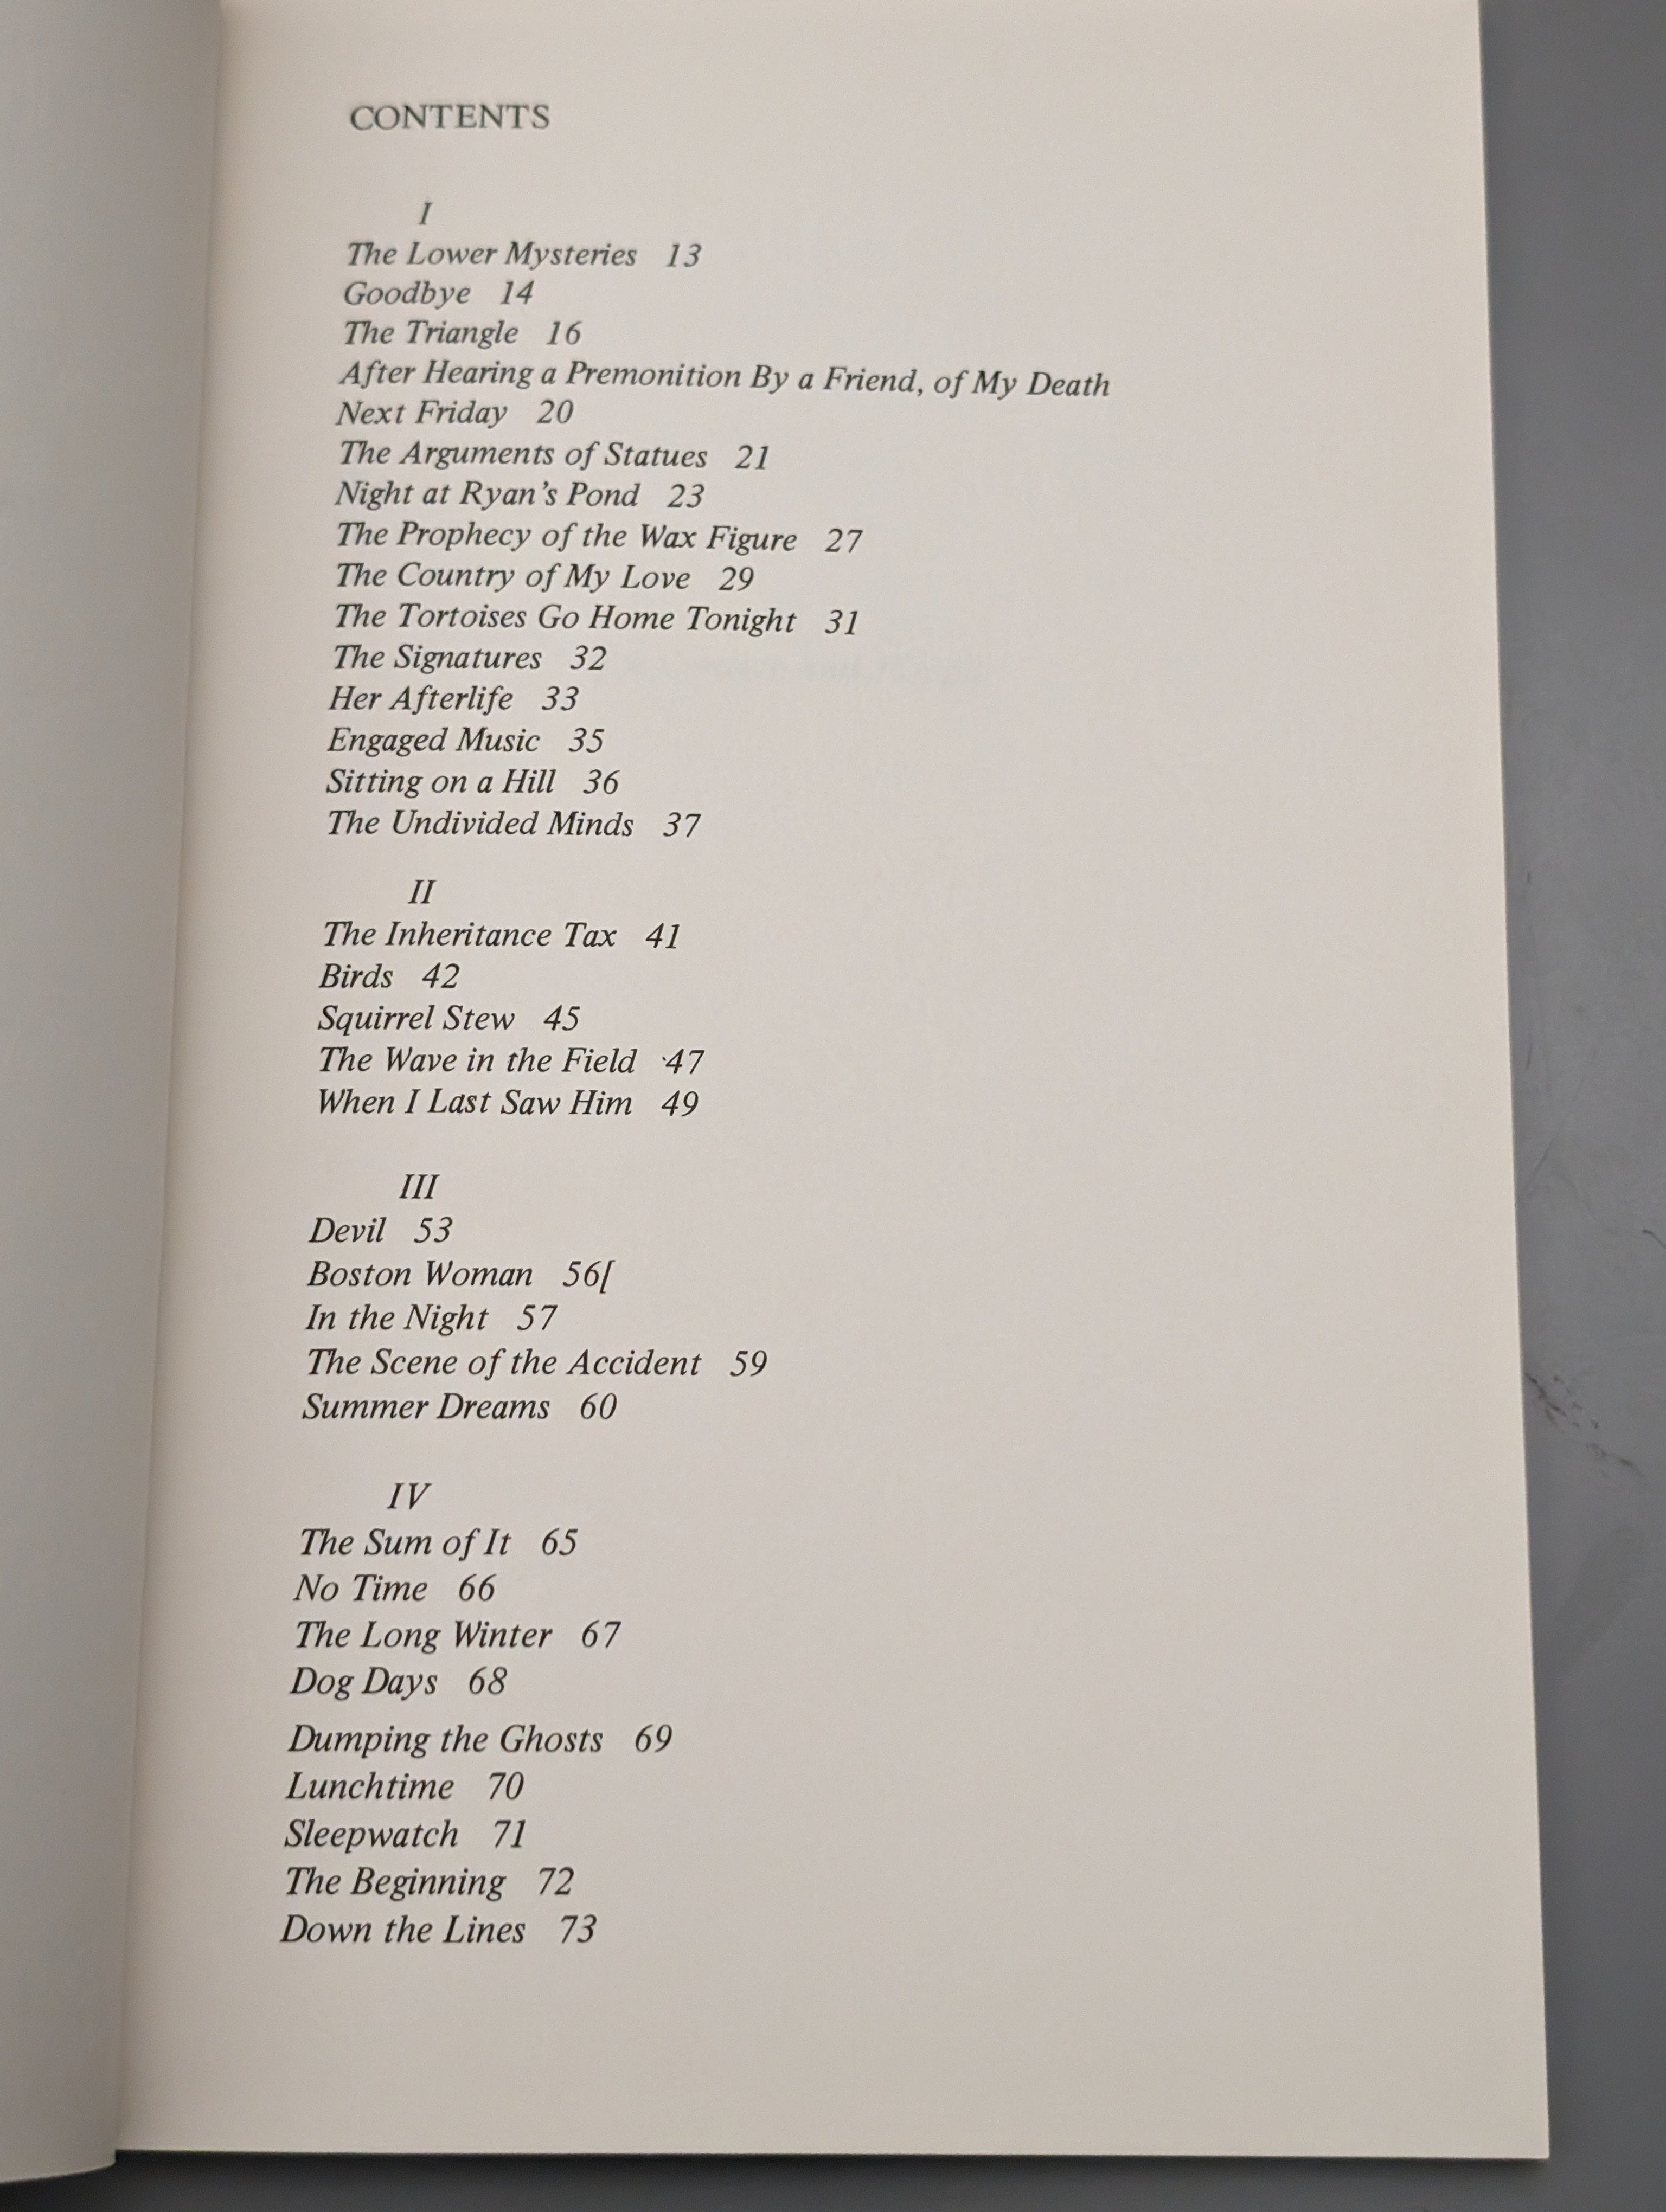 CONTENTS
I
The Lower Mysteries 13
Goodbye 14
The Triangle 16
After Hearing a Premonition By a Friend, of My Death
Next Friday 20
The Arguments of Statues 21
Night at Ryan's Pond 23
The Prophecy of the Wax Figure 27
The Country of My Love 29
The Tortoises Go Home Tonight 31
The Signatures 32
Her Afterlife 33
Engaged Music 35
Sitting on a Hill 36
The Undivided Minds 37
II
The Inheritance Tax 41
Birds 42
Squirrel Stew 45
The Wave in the Field 47
When I Last Saw Him 49
III
Devil 53
Boston Woman 56[
In the Night 57
The Scene of the Accident 59
Summer Dreams 60
IV
The Sum of It 65
No Time 66
The Long Winter 67
Dog Days 68
Dumping the Ghosts 69
Lunchtime 70
Sleepwatch 71
The Beginning 72
Down the Lines 73